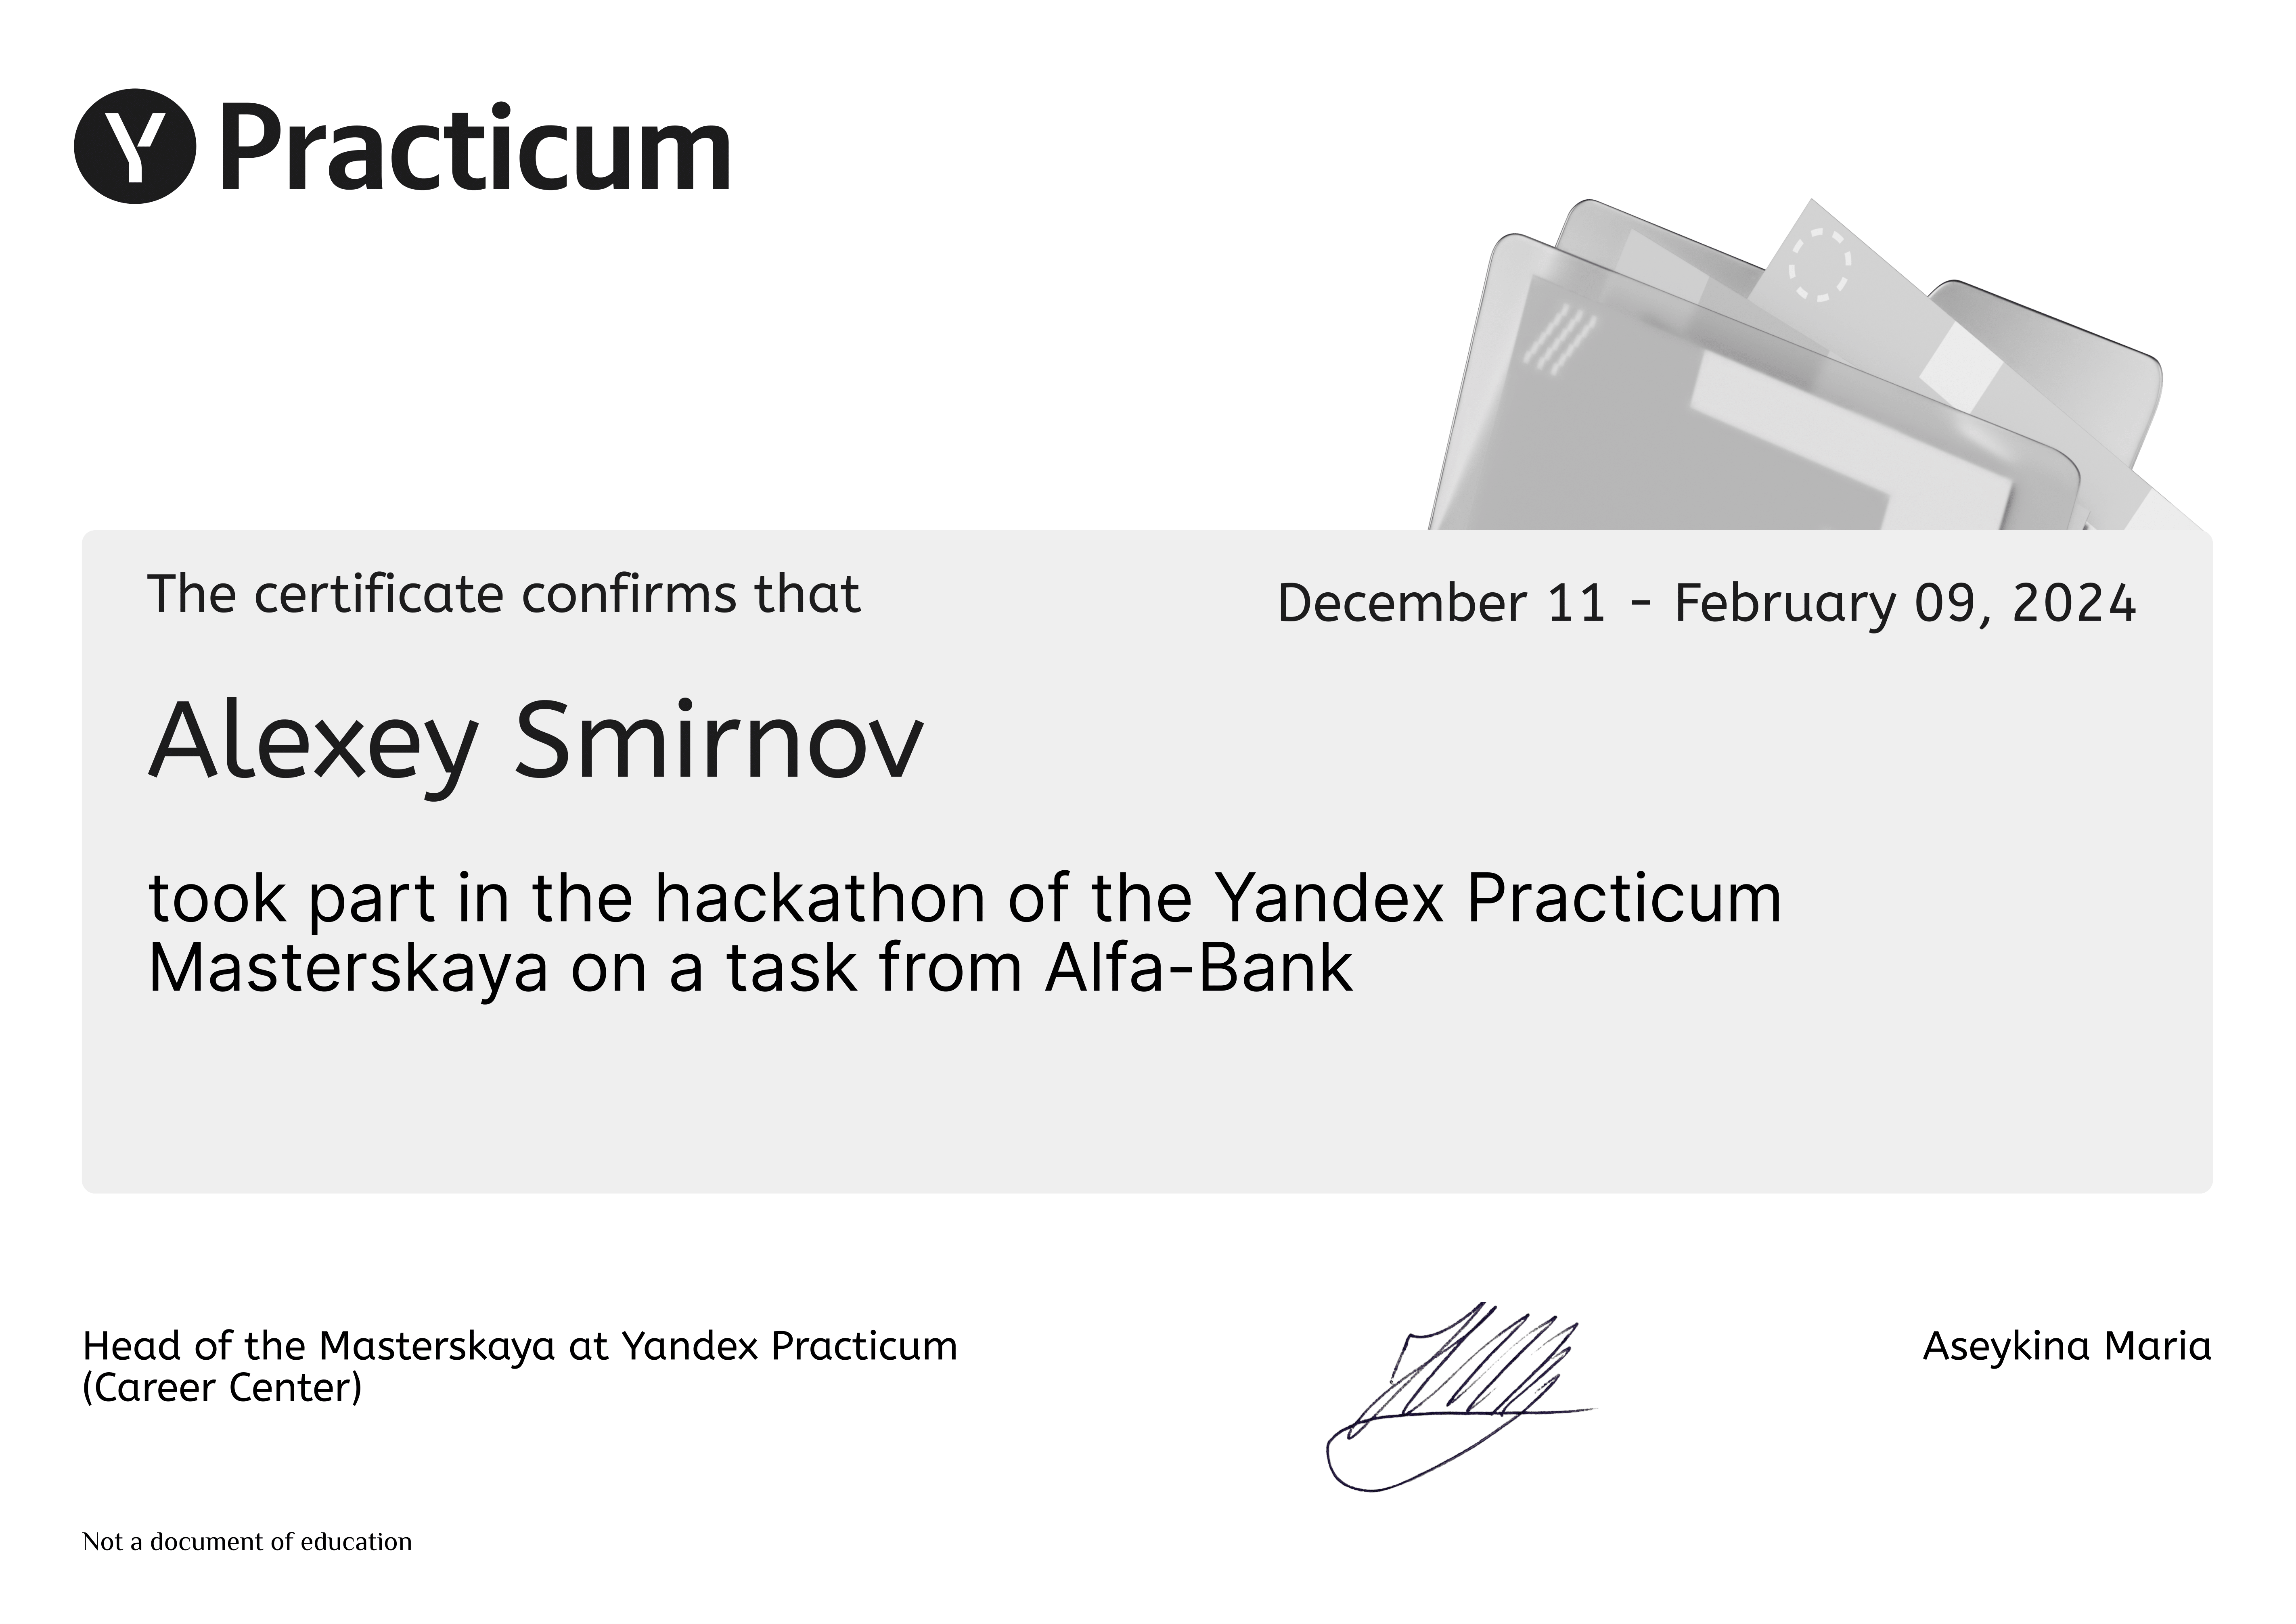 Y Practicum
The certificate confirms that
December 11 - February 09, 2024
Alexey Smirnov
took part in the hackathon of the Yandex Practicum
Masterskaya on a task from Alfa-Bank
Head of the Masterskaya at Yandex Practicum
(Career Center)
Aseykina Maria
Not a document of education